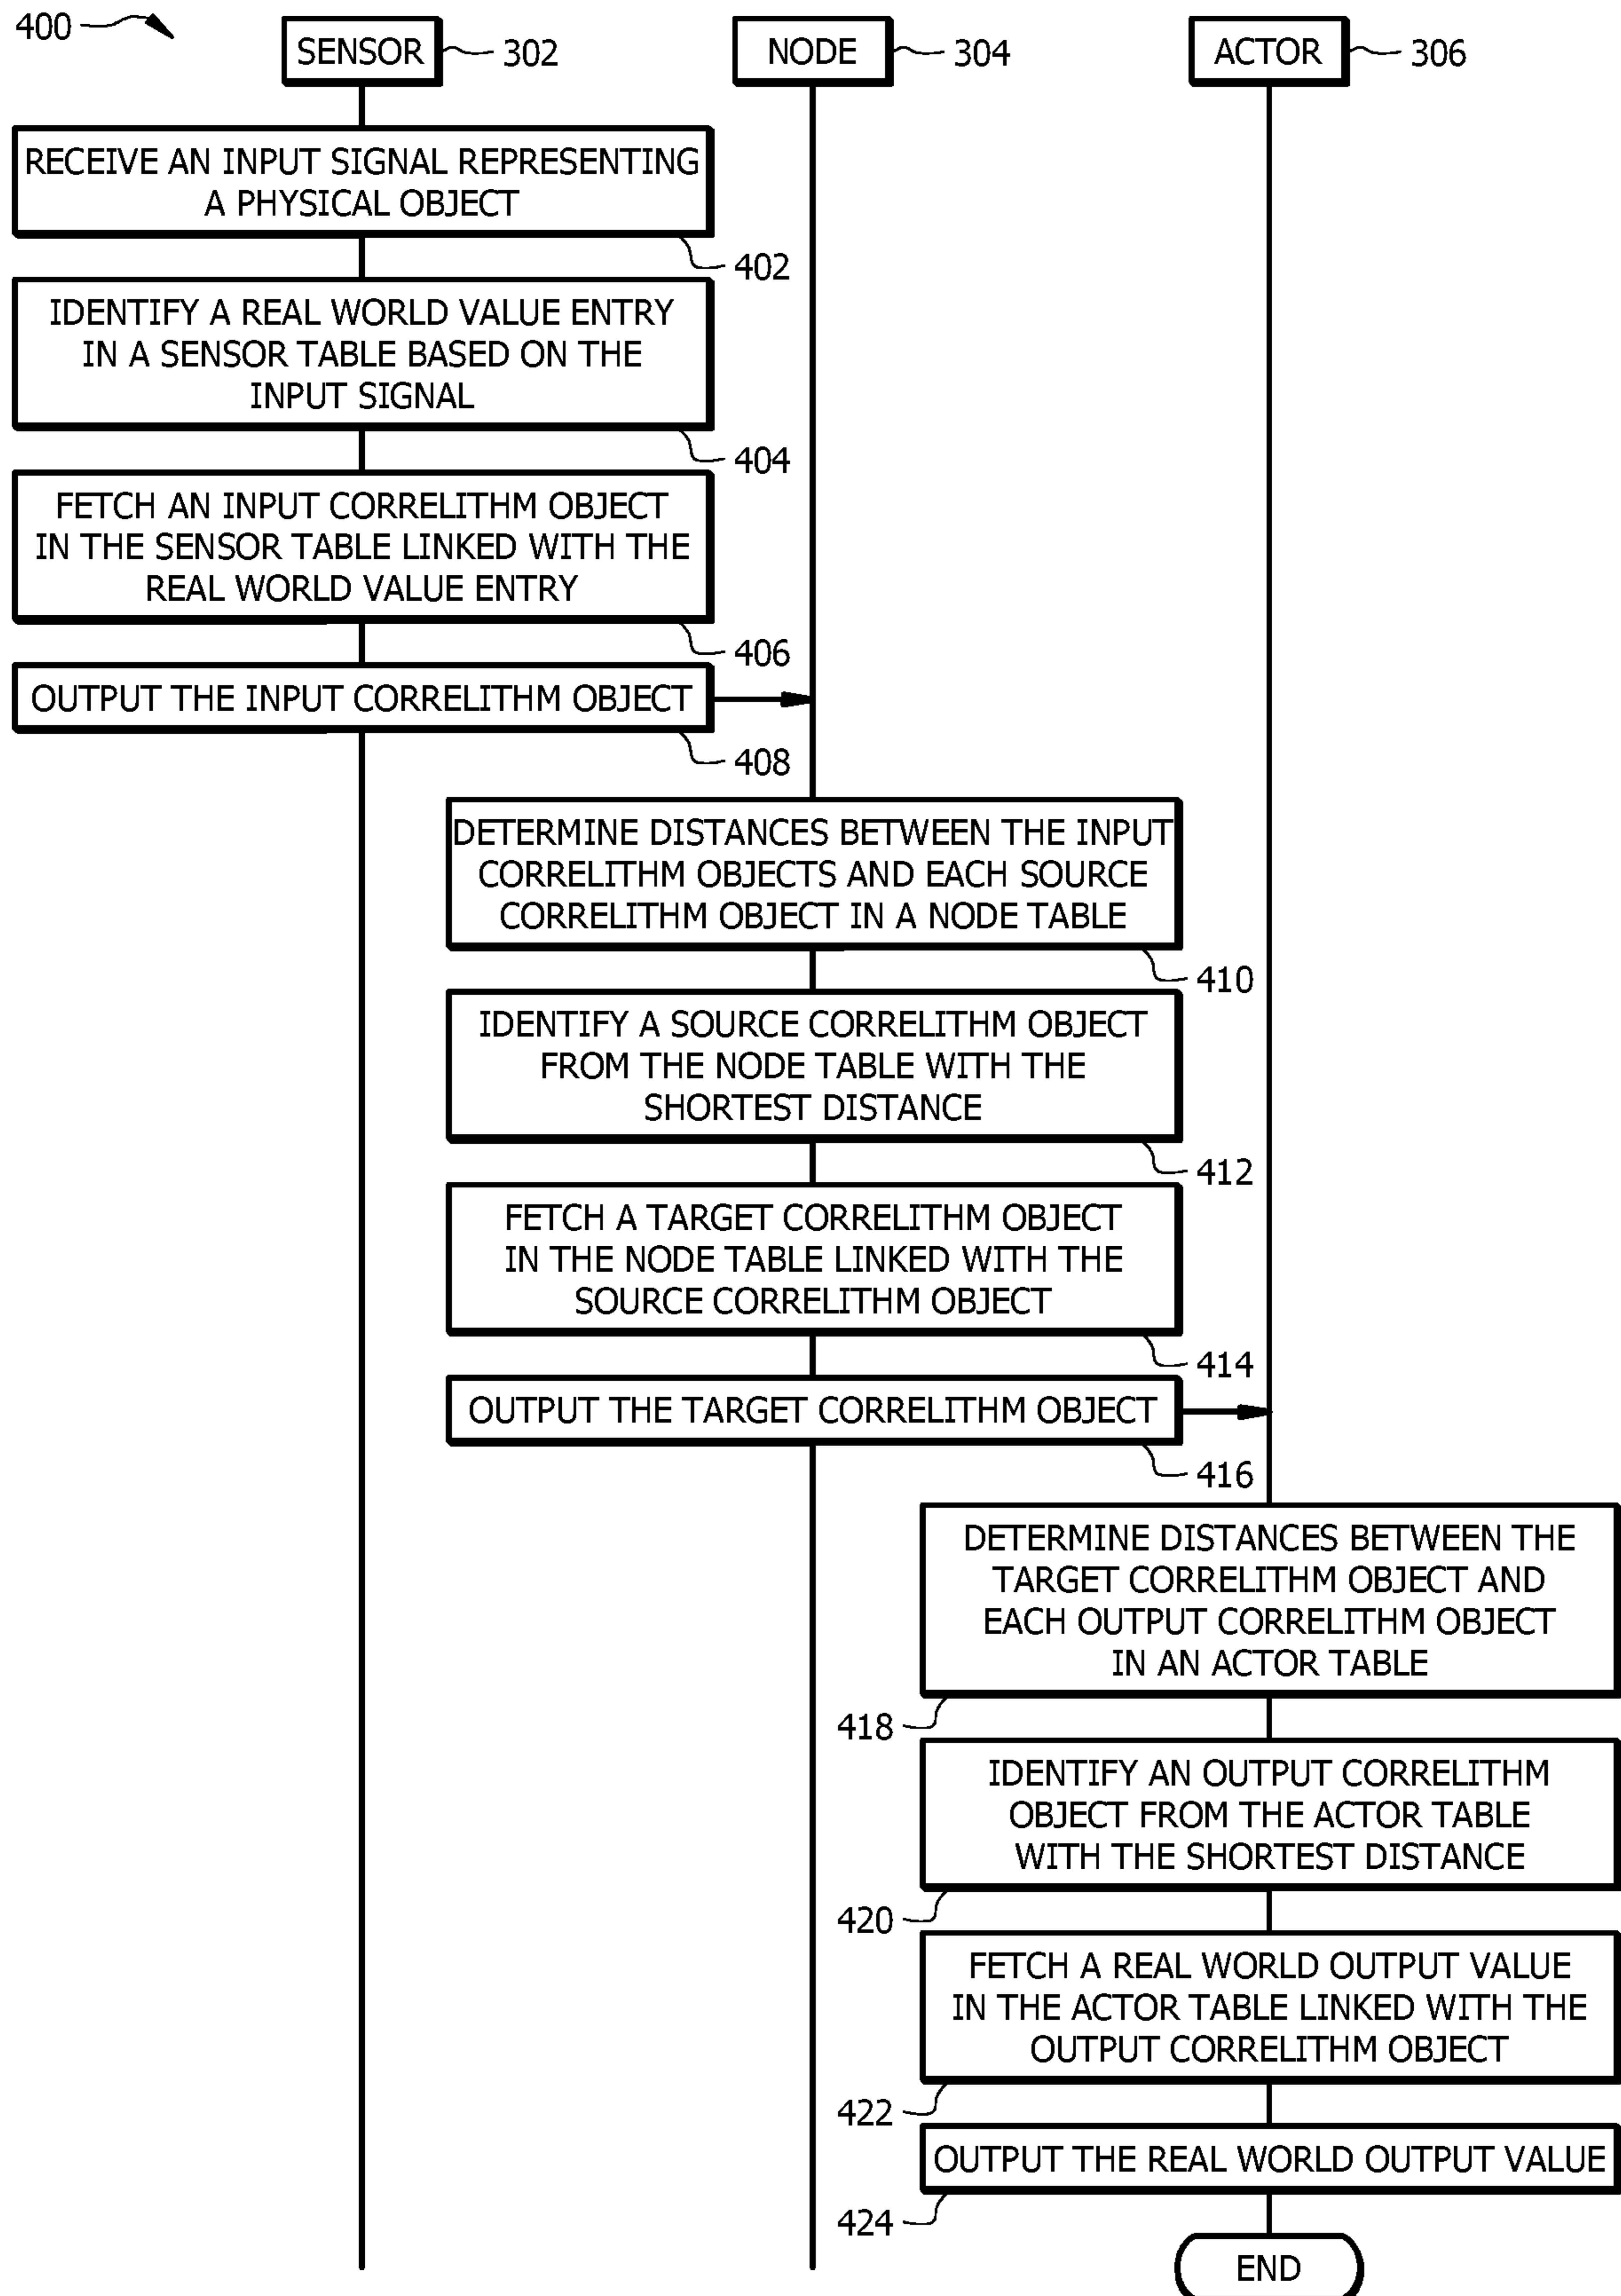 400
SENSOR
302
NODE
304
ACTOR
306
RECEIVE AN INPUT SIGNAL REPRESENTING
A PHYSICAL OBJECT
402
IDENTIFY A REAL WORLD VALUE ENTRY
IN A SENSOR TABLE BASED ON THE
INPUT SIGNAL
404
FETCH AN INPUT CORRELITHM OBJECT
IN THE SENSOR TABLE LINKED WITH THE
REAL WORLD VALUE ENTRY
406
OUTPUT THE INPUT CORRELITHM OBJECT
408
DETERMINE DISTANCES BETWEEN THE INPUT
CORRELITHM OBJECTS AND EACH SOURCE
CORRELITHM OBJECT IN A NODE TABLE
410
IDENTIFY A SOURCE CORRELITHM OBJECT
FROM THE NODE TABLE WITH THE
SHORTEST DISTANCE
412
FETCH A TARGET CORRELITHM OBJECT
IN THE NODE TABLE LINKED WITH THE
SOURCE CORRELITHM OBJECT
414
OUTPUT THE TARGET CORRELITHM OBJECT
416
DETERMINE DISTANCES BETWEEN THE
TARGET CORRELITHM OBJECT AND
EACH OUTPUT CORRELITHM OBJECT
IN AN ACTOR TABLE
418
IDENTIFY AN OUTPUT CORRELITHM
OBJECT FROM THE ACTOR TABLE
WITH THE SHORTEST DISTANCE
420
FETCH A REAL WORLD OUTPUT VALUE
IN THE ACTOR TABLE LINKED WITH THE
OUTPUT CORRELITHM OBJECT
422
OUTPUT THE REAL WORLD OUTPUT VALUE
424
END